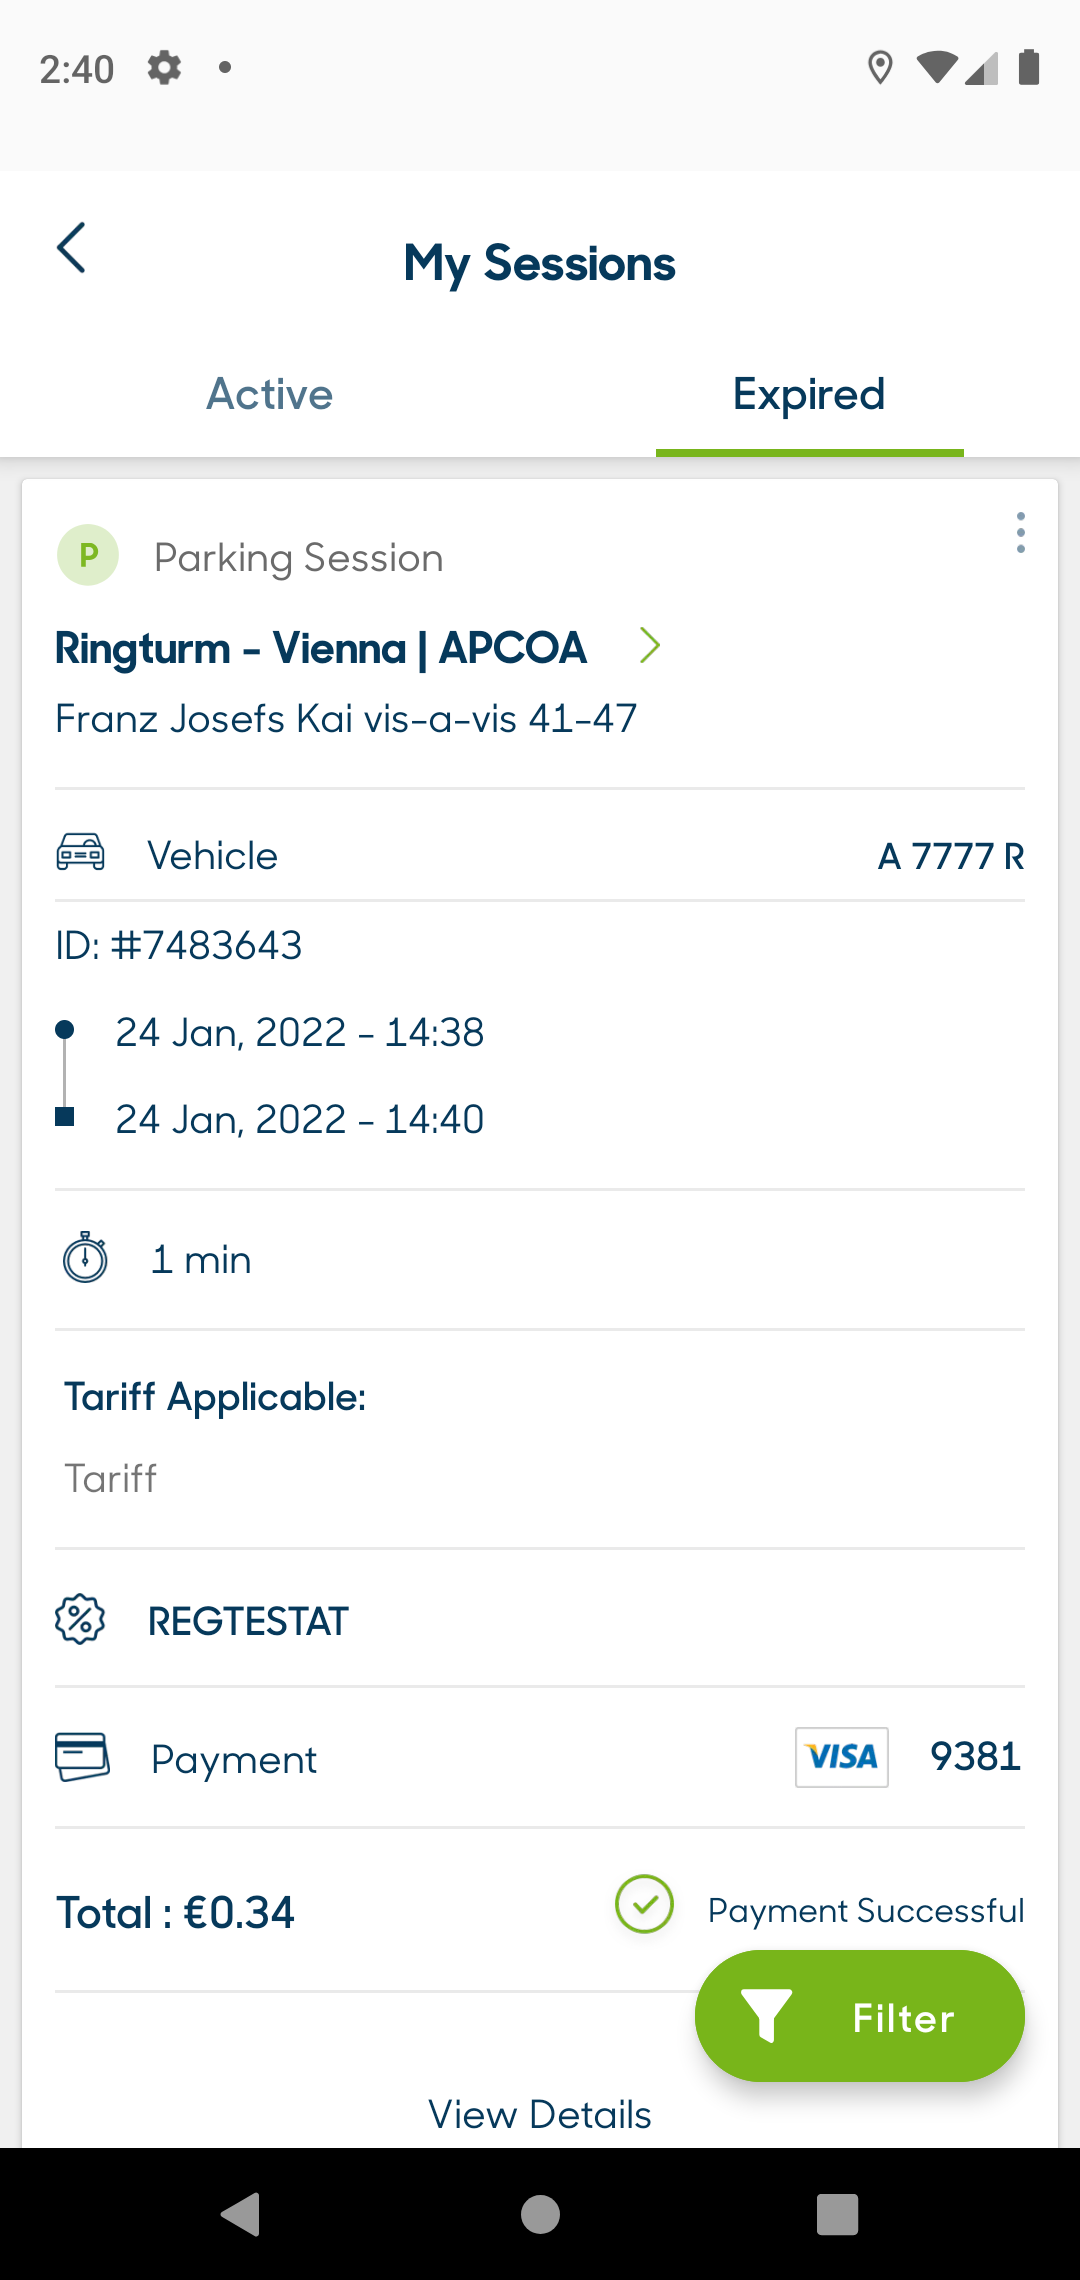 2:40
My Sessions
Active
Expired
P
Parking Session
Ringturm - Vienna | APCOA
Franz Josefs Kai vis-a-vis 41-47
Vehicle
A 7777 R
ID: #7483643
24 Jan, 2022 - 14:38
24 Jan, 2022 - 14:40
1 min
Tariff Applicable:
Tariff
REGTESTAT
Payment
VISA
9381
Total : €0.34
Payment Successful
Filter
View Details